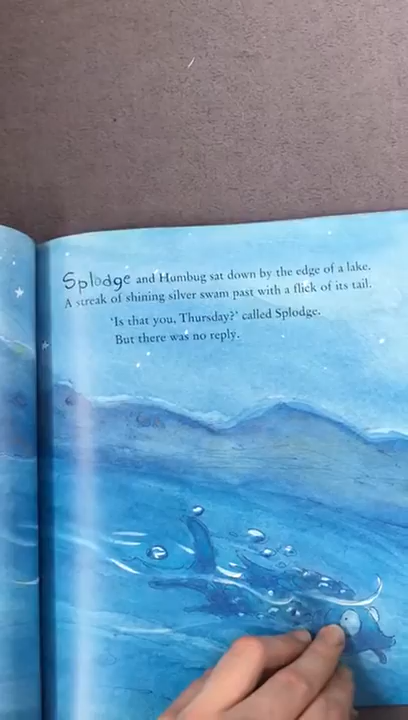 Splodge and Humbug sat down by the edge of a lake.
A streak of shining silver swam past with a flick of its tail.
'Is that you, Thursday?' called Splodge.
But there was no reply.